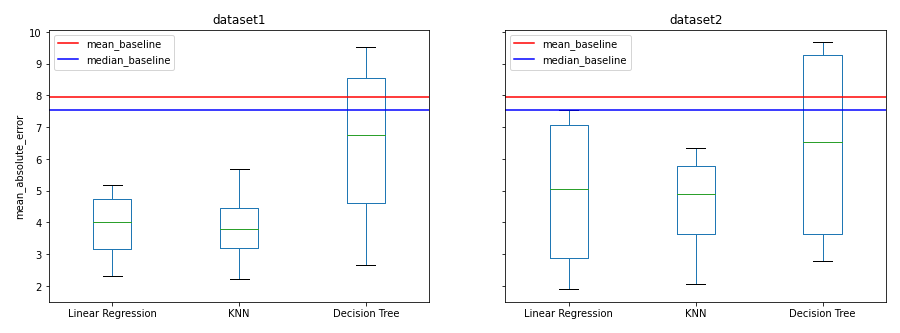 dataset1
dataset2
mean_absolute_error
10
9
8
7
6
5
4
3
2
mean_baseline
median_baseline
mean_baseline
median_baseline
Linear Regression
KNN
Decision Tree
Linear Regression
KNN
Decision Tree